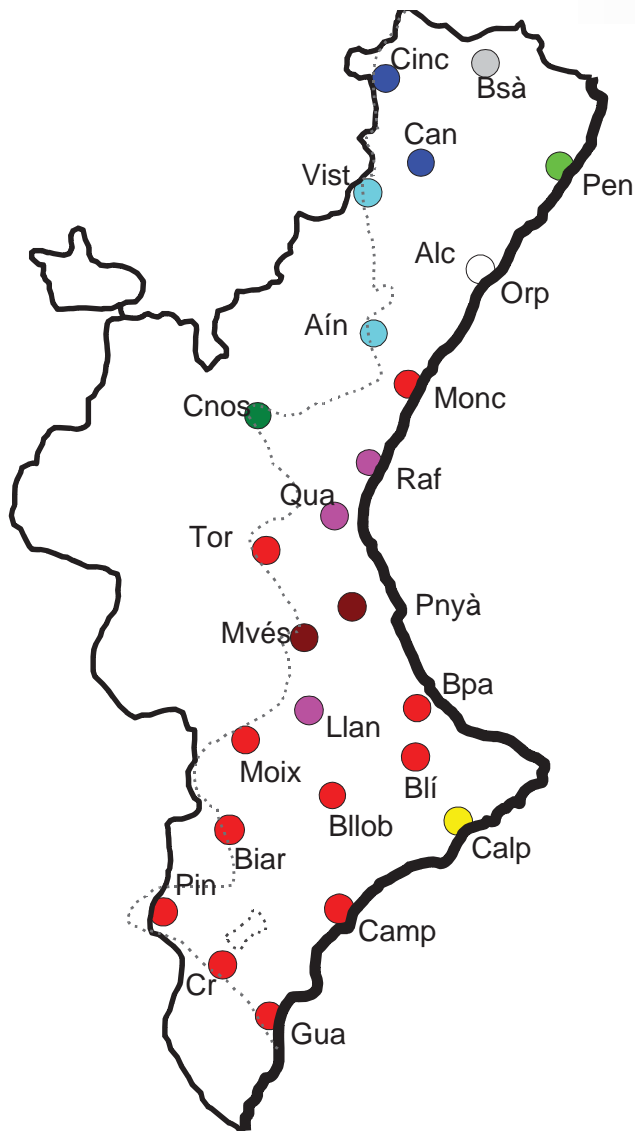 Cinc
Bsà
Can
Vist
Pen
Alc
Orp
Aín
Monc
Cnos
Raf
Qua
Tor
Pnyà
Mvés
Bpa
Llan
Moix
Blí
Bllob
Calp
Biar
Pin
Camp
Cr
Gua